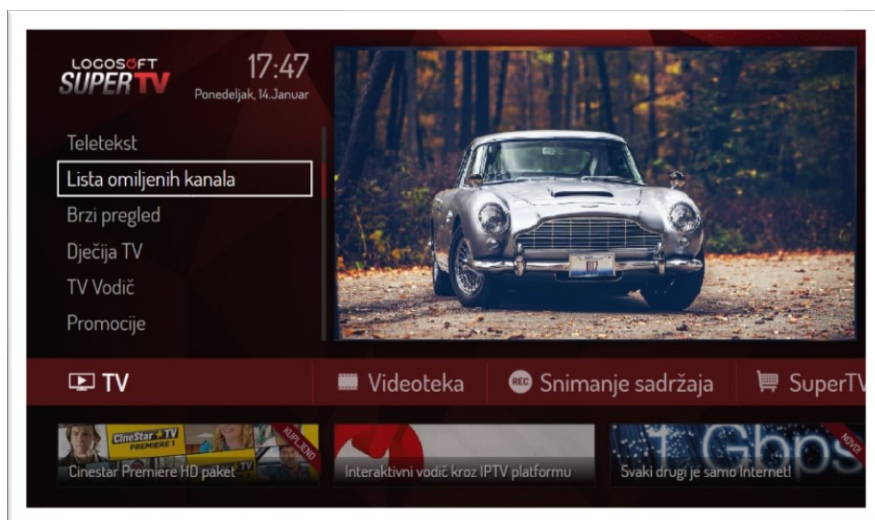 LOGOSOFT
SUPERTV
17:47
Ponedeljak, 14.Januar
Teletekst
Lista omiljenih kanala
Brzi pregled
Dječija TV
TV Vodič
Promocije
TV
Videoteka
REC
Snimanje sadržaja
SuperTV
CineStar TV
PREMIERE 1
KUPLJENO
Cinestar Premiere HD paket
Interaktivni vodič kroz IPTV platformu
1 Gbps
NOVO!
Svaki drugi je samo Internet!